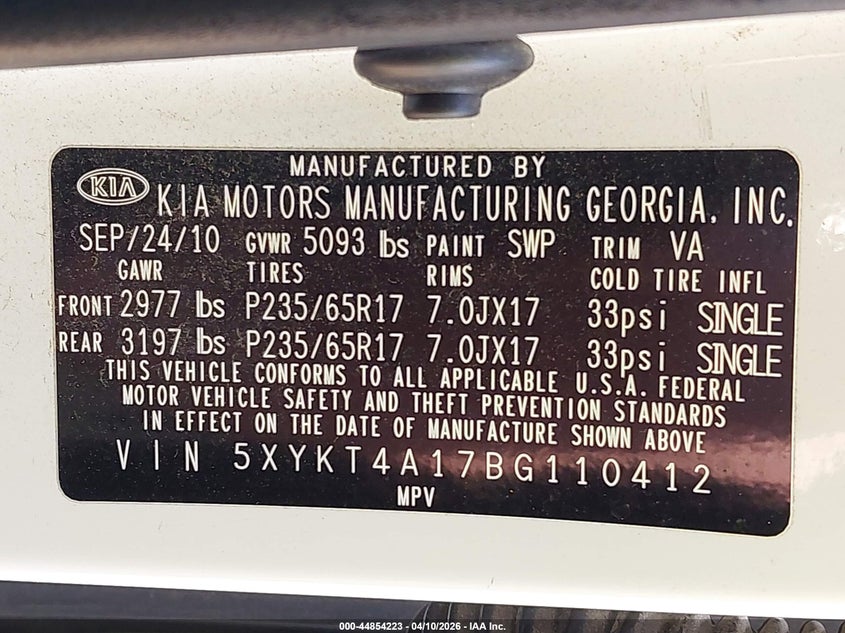 MANUFACTURED BY
KIA KIA MOTORS MANUFACTURING GEORGIA, INC.
SEP/24/10 GVWR 5093 lbs PAINT SWP TRIM VA
GAWR TIRES RIMS COLD TIRE INFL
FRONT 2977 lbs P235/65R17 7.0JX17 33psi SINGLE
REAR 3197 lbs P235/65R17 7.0JX17 33psi SINGLE
THIS VEHICLE CONFORMS TO ALL APPLICABLE U.S.A. FEDERAL
MOTOR VEHICLE SAFETY AND THEFT PREVENTION STANDARDS
IN EFFECT ON THE DATE OF MANUFACTURE SHOWN ABOVE
VIN 5XYKT4A17BG110412
MPV
000-44854223 - 04/10/2026 - IAA Inc.